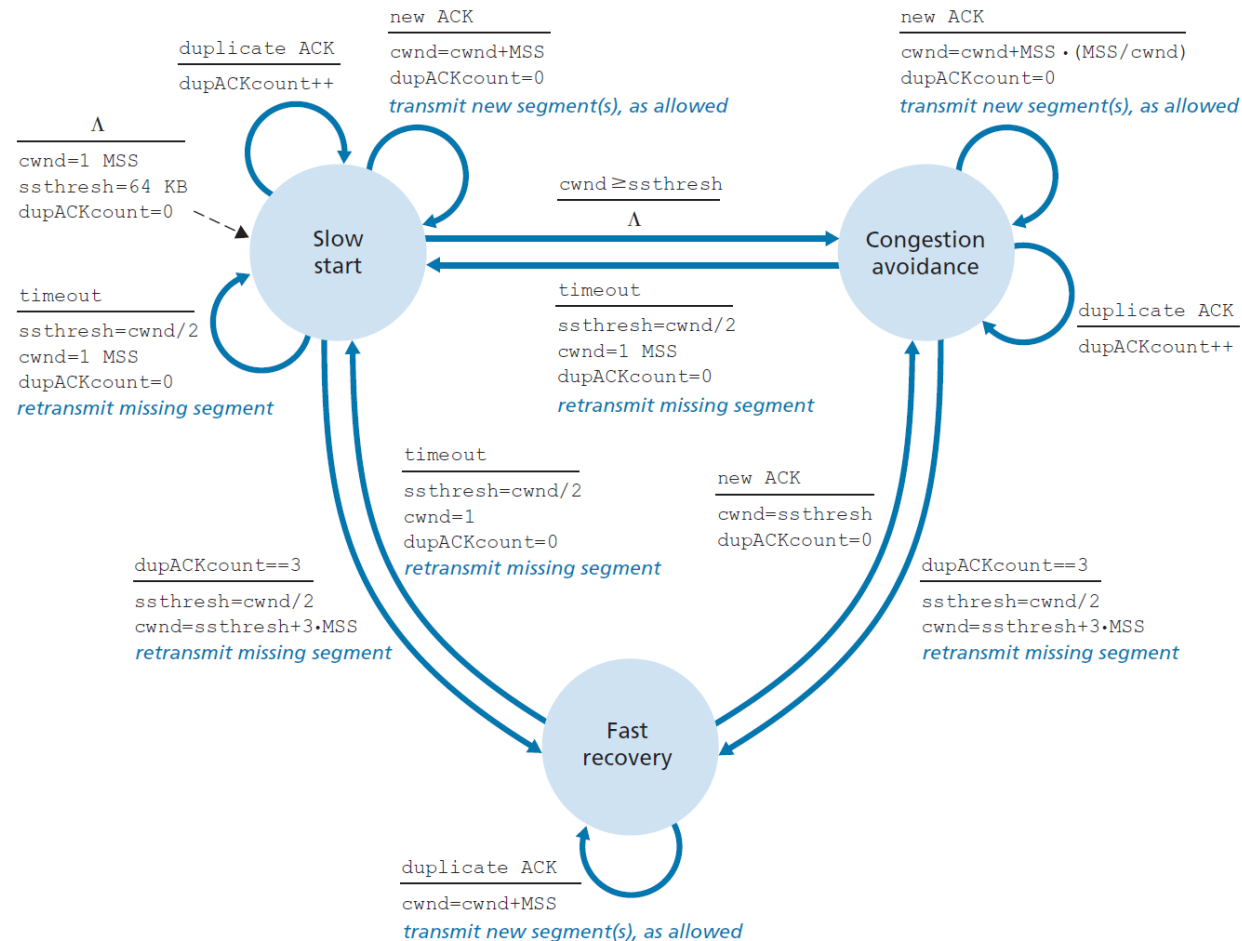 new ACK
cwnd=cwnd+MSS
dupACKcount=0
transmit new segment(s), as allowed
new ACK
cwnd=cwnd+MSS•(MSS/cwnd)
dupACKcount=0
transmit new segment(s), as allowed
duplicate ACK
dupACKcount++
Λ
cwnd=1 MSS
ssthresh=64 KB
dupACKcount=0
cwnd≥ssthresh
Λ
Slow
start
Congestion
avoidance
timeout
ssthresh=cwnd/2
cwnd=1 MSS
dupACKcount=0
retransmit missing segment
timeout
ssthresh=cwnd/2
cwnd=1 MSS
dupACKcount=0
retransmit missing segment
duplicate ACK
dupACKcount++
timeout
ssthresh=cwnd/2
cwnd=1
dupACKcount=0
retransmit missing segment
new ACK
cwnd=ssthresh
dupACKcount=0
dupACKcount==3
ssthresh=cwnd/2
cwnd=ssthresh+3•MSS
retransmit missing segment
dupACKcount==3
ssthresh=cwnd/2
cwnd=ssthresh+3•MSS
retransmit missing segment
Fast
recovery
duplicate ACK
cwnd=cwnd+MSS
transmit new segment(s), as allowed